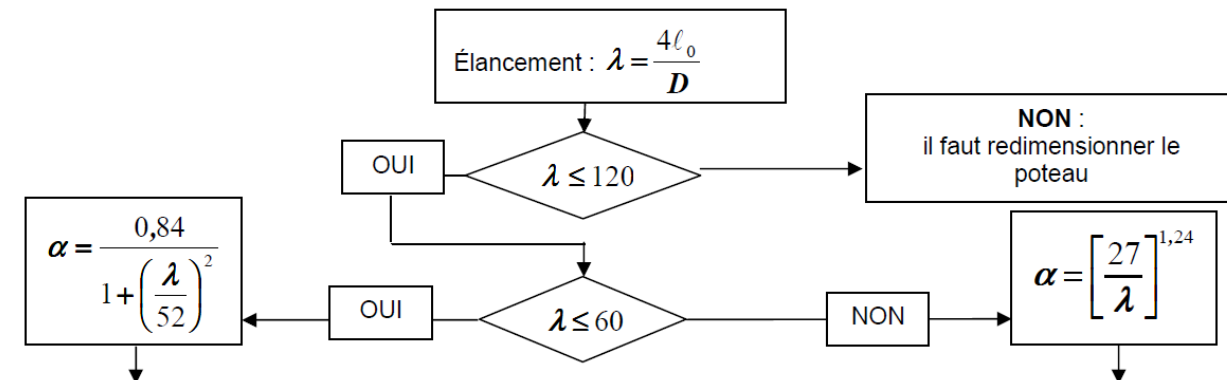 Élancement : λ = 4ℓ₀ / D
NON :
il faut redimensionner le
poteau
OUI
λ ≤ 120
α = 0,84 / (1 + (λ/52)²)
α = [27/λ]^1,24
OUI
λ ≤ 60
NON